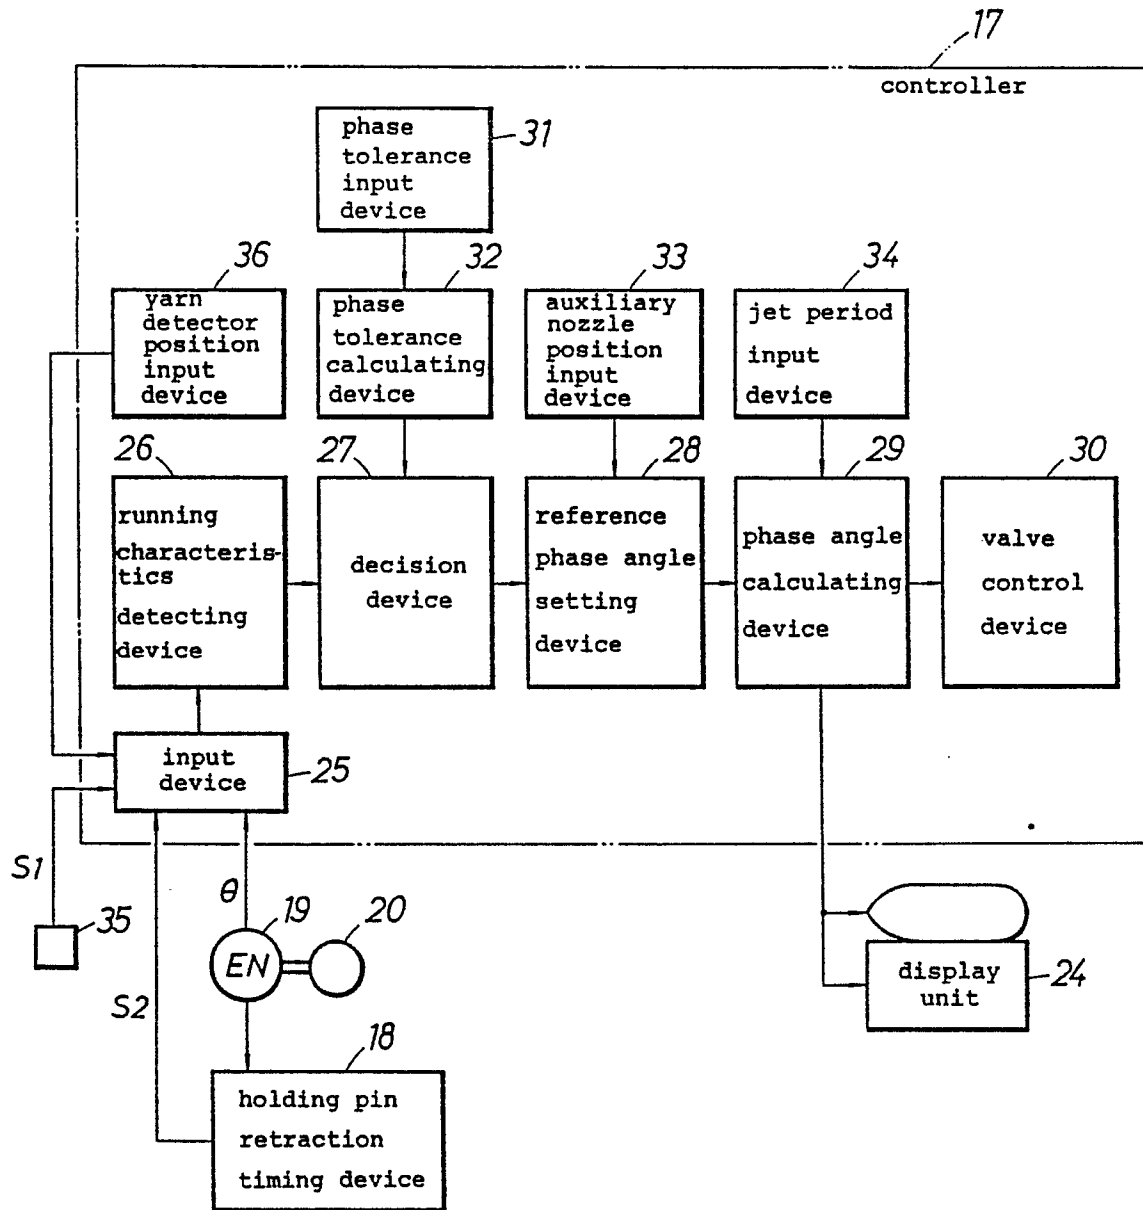 17
controller
phase
tolerance
input
device
31
36
yarn
detector
position
input
device
32
phase
tolerance
calculating
device
33
auxiliary
nozzle
position
input
device
34
jet period
input
device
26
running
characteris-
tics
detecting
device
27
decision
device
28
reference
phase angle
setting
device
29
phase angle
calculating
device
30
valve
control
device
input
device
25
S1
35
θ
19
EN
20
S2
18
holding pin
retraction
timing device
display
unit
24